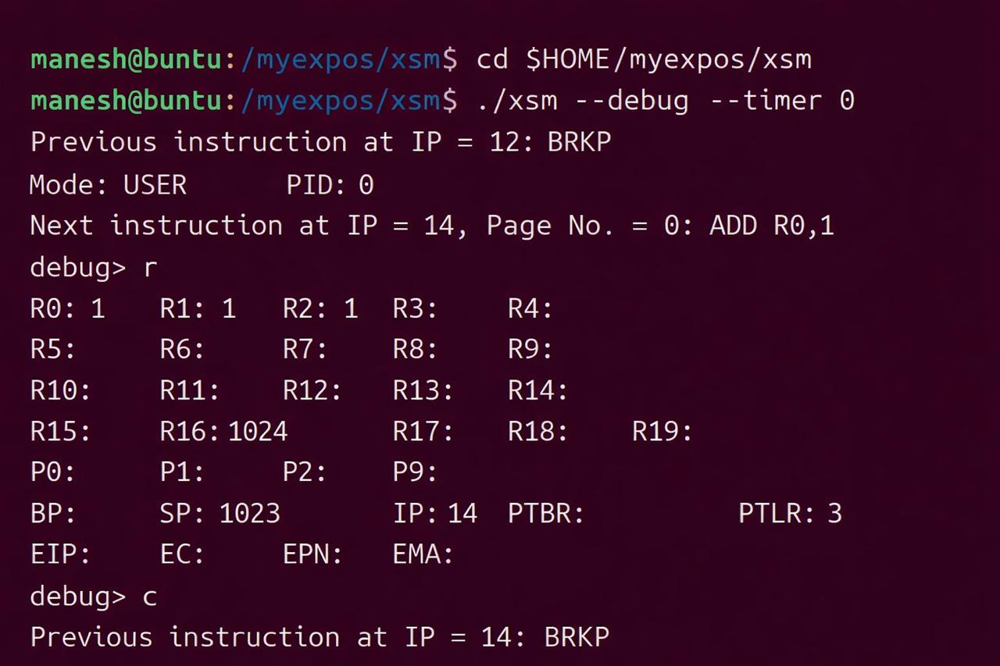 manesh@buntu:/myexpos/xsm$ cd $HOME/myexpos/xsm
manesh@buntu:/myexpos/xsm$ ./xsm --debug --timer 0
Previous instruction at IP = 12: BRKP
Mode: USER PID: 0
Next instruction at IP = 14, Page No. = 0: ADD R0,1
debug> r
R0: 1 R1: 1 R2: 1 R3: R4:
R5: R6: R7: R8: R9:
R10: R11: R12: R13: R14:
R15: R16: 1024 R17: R18: R19:
P0: P1: P2: P9:
BP: SP: 1023 IP: 14 PTBR: PTLR: 3
EIP: EC: EPN: EMA:
debug> c
Previous instruction at IP = 14: BRKP